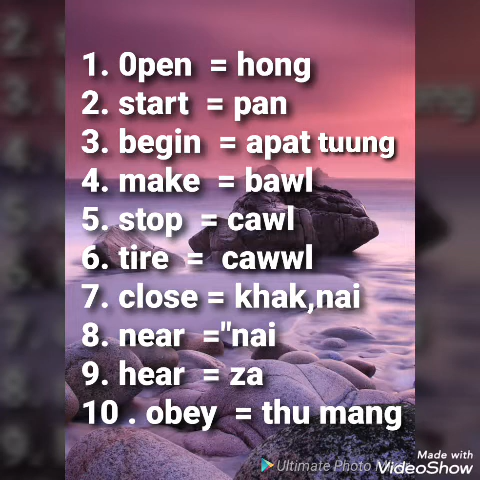 1. 0pen = hong
2. start = pan
3. begin = apat tuung
4. make = bawl
5. stop = cawl
6. tire = cawwl
7. close = khak,nai
8. near ="nai
9. hear = za
10 . obey = thu mang
Ultimate Photo
Made with
VideoShow